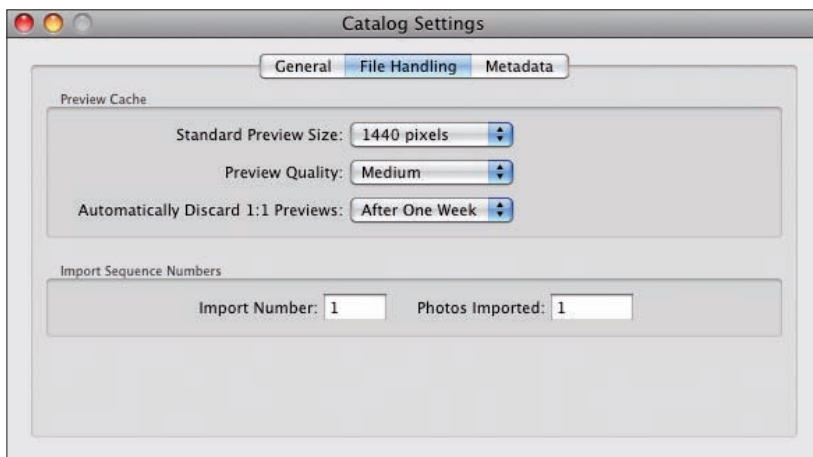 Catalog Settings
General File Handling Metadata
Preview Cache
Standard Preview Size: 1440 pixels
Preview Quality: Medium
Automatically Discard 1:1 Previews: After One Week
Import Sequence Numbers
Import Number: 1 Photos Imported: 1